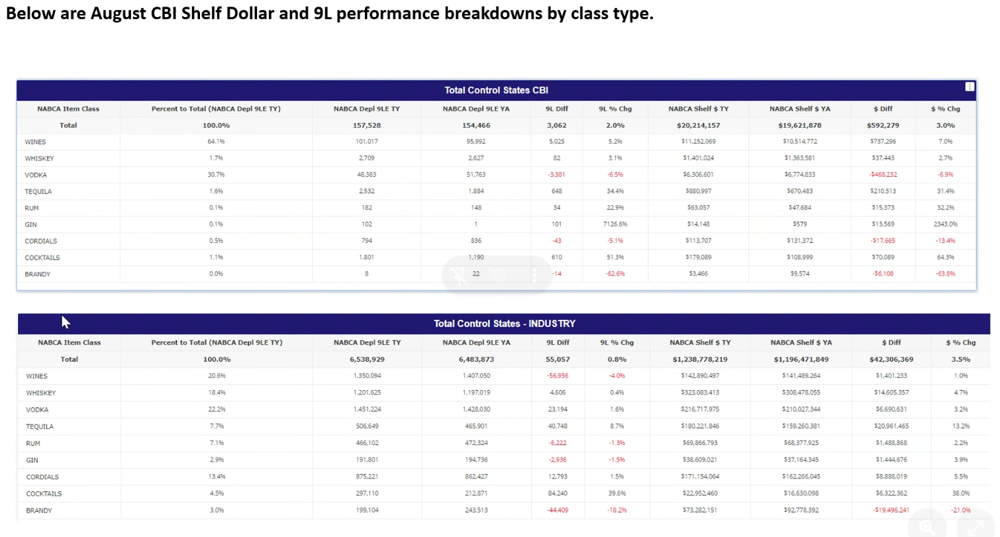 Below are August CBI Shelf Dollar and 9L performance breakdowns by class type.
Total Control States CBI
NABCA Item Class Percent to Total (NABCA Depl 9LE TY) NABCA Depl 9LE TY NABCA Depl 9LE YA 9L Diff 9L % Chg NABCA Shelf $ TY NABCA Shelf $ YA $ Diff $ % Chg
Total 100.0% 157,528 154,466 3,062 2.0% $20,214,157 $19,621,878 $592,279 3.0%
WINES 64.1% 101,017 95,992 5,025 5.2% $11,252,069 $10,514,772 $737,296 7.0%
WHISKEY 1.7% 2,709 2,627 82 3.1% $1,401,024 $1,363,581 $37,443 2.7%
VODKA 30.7% 48,383 51,763 -3,381 -6.5% $6,306,601 $6,774,833 -$468,232 -6.9%
TEQUILA 1.6% 2,532 1,884 648 34.4% $880,997 $670,483 $210,513 31.4%
RUM 0.1% 182 148 34 22.9% $63,057 $47,684 $15,373 32.2%
GIN 0.1% 102 1 101 7126.6% $14,148 $579 $13,569 2343.0%
CORDIALS 0.5% 794 836 -43 -5.1% $113,707 $131,372 -$17,665 -13.4%
COCKTAILS 1.1% 1,801 1,190 610 51.3% $179,089 $108,999 $70,089 64.3%
BRANDY 0.0% 8 22 -14 -62.6% $3,466 $9,574 -$6,108 -63.8%
Total Control States - INDUSTRY
NABCA Item Class Percent to Total (NABCA Depl 9LE TY) NABCA Depl 9LE TY NABCA Depl 9LE YA 9L Diff 9L % Chg NABCA Shelf $ TY NABCA Shelf $ YA $ Diff $ % Chg
Total 100.0% 6,538,929 6,483,873 55,057 0.8% $1,238,778,219 $1,196,471,849 $42,306,369 3.5%
WINES 20.6% 1,350,094 1,407,050 -56,956 -4.0% $142,890,497 $141,489,264 $1,401,233 1.0%
WHISKEY 18.4% 1,201,625 1,197,019 4,606 0.4% $323,083,413 $308,478,055 $14,605,357 4.7%
VODKA 22.2% 1,451,224 1,428,030 23,194 1.6% $216,717,975 $210,027,344 $6,690,631 3.2%
TEQUILA 7.7% 506,649 465,901 40,748 8.7% $180,221,846 $159,260,381 $20,961,465 13.2%
RUM 7.1% 466,102 472,324 -6,222 -1.3% $69,866,793 $68,377,925 $1,488,868 2.2%
GIN 2.9% 191,801 194,736 -2,936 -1.5% $38,609,021 $37,164,345 $1,444,676 3.9%
CORDIALS 13.4% 875,221 862,427 12,793 1.5% $171,154,064 $162,266,045 $8,888,019 5.5%
COCKTAILS 4.5% 297,110 212,871 84,240 39.6% $22,952,460 $16,630,098 $6,322,362 38.0%
BRANDY 3.0% 199,104 243,513 -44,409 -18.2% $73,282,151 $92,778,392 -$19,496,241 -21.0%